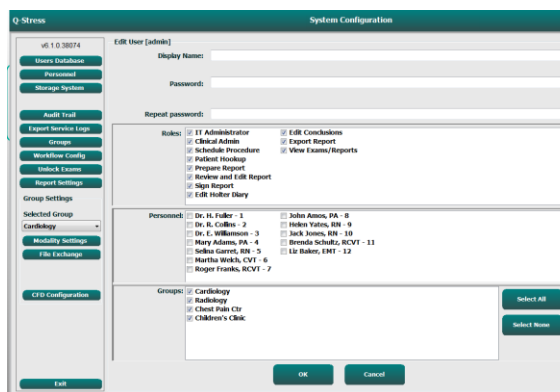 Q-Stress
System Configuration
v6.1.0.38074
Users Database
Personnel
Storage System
Audit Trail
Export Service Logs
Groups
Workflow Config
Unlock Exams
Report Settings
Group Settings
Selected Group
Cardiology
Modality Settings
File Exchange
CFD Configuration
Exit
Edit User [admin]
Display Name:
Password:
Repeat password:
Roles:
IT Administrator
Clinical Admin
Schedule Procedure
Patient Hookup
Prepare Report
Review and Edit Report
Sign Report
Edit Holter Diary
Edit Conclusions
Export Report
View Exams/Reports
Personnel:
Dr. H. Fuller - 1
Dr. R. Collins - 2
Dr. E. Williamson - 3
Mary Adams, PA - 4
Selina Garret, RN - 5
Martha Welch, CVT - 6
Roger Franks, RCVT - 7
John Amos, PA - 8
Helen Yates, RN - 9
Jack Jones, RN - 10
Brenda Schultz, RCVT - 11
Liz Baker, EMT - 12
Groups:
Cardiology
Radiology
Chest Pain Ctr
Children's Clinic
Select All
Select None
OK
Cancel